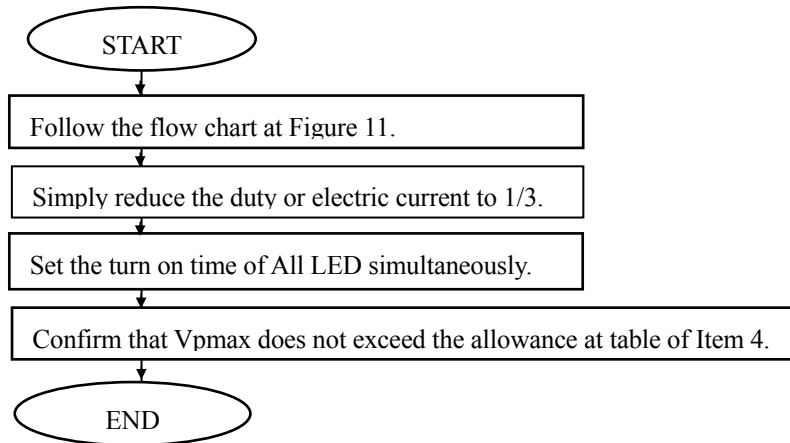 START
Follow the flow chart at Figure 11.
Simply reduce the duty or electric current to 1/3.
Set the turn on time of All LED simultaneously.
Confirm that Vpmax does not exceed the allowance at table of Item 4.
END